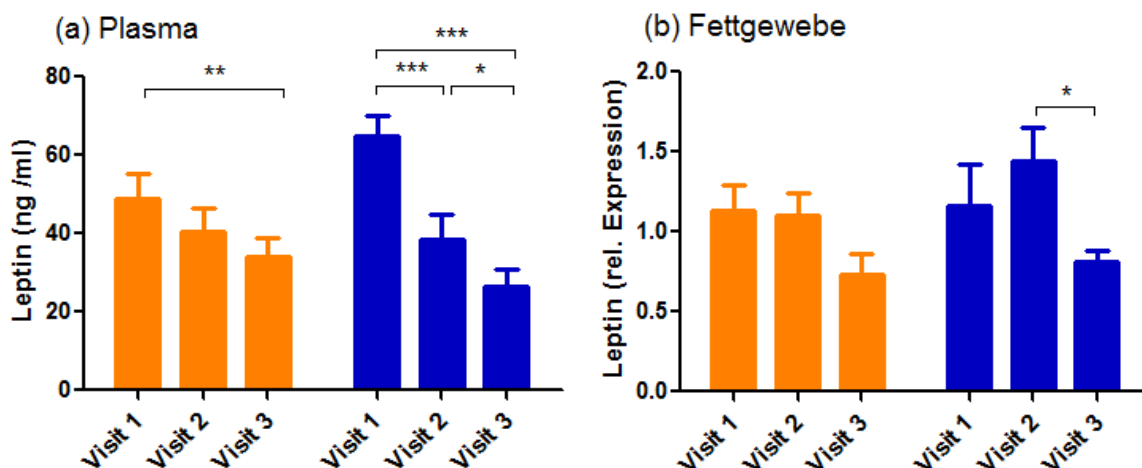 (a) Plasma
Leptin (ng /ml)
80
60
40
20
0
**
***
***
*
Visit 1
Visit 2
Visit 3
Visit 1
Visit 2
Visit 3
(b) Fettgewebe
Leptin (rel. Expression)
2.0
1.5
1.0
0.5
0.0
*
Visit 1
Visit 2
Visit 3
Visit 1
Visit 2
Visit 3